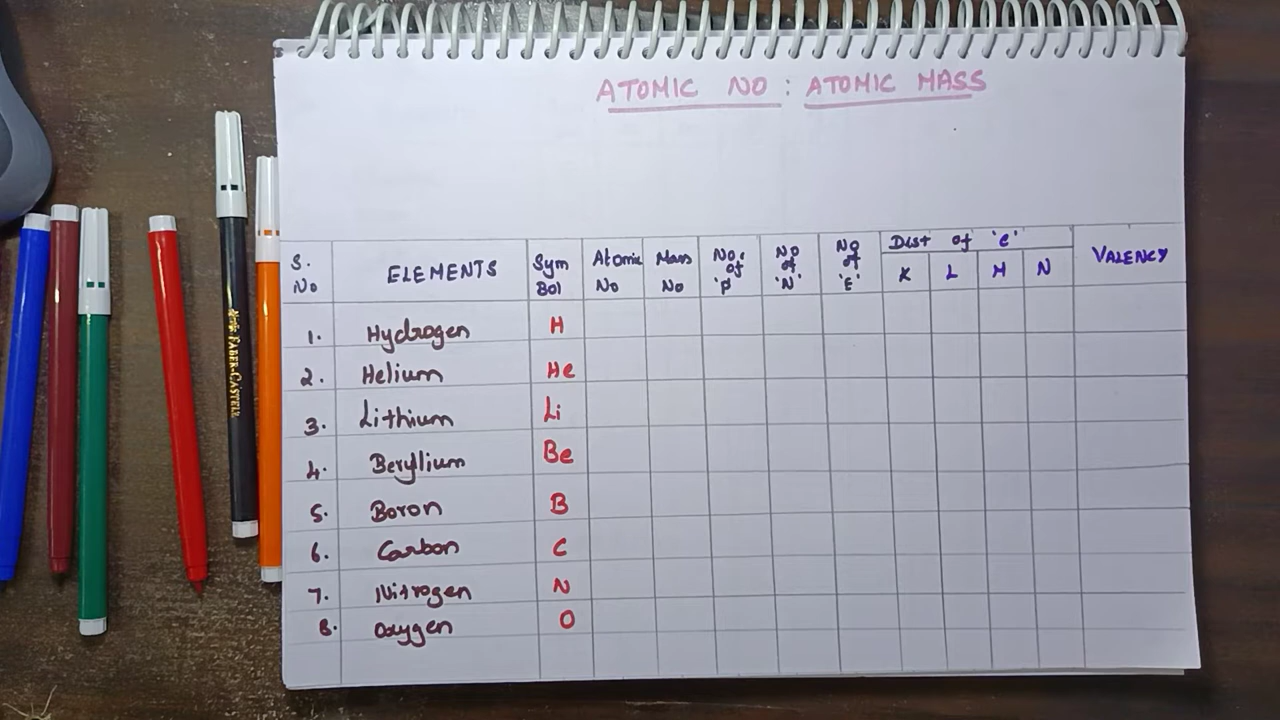 ATOMIC NO : ATOMIC MASS
S. No ELEMENTS Sym Bol Atomic No Mass No No. of 'P' No of 'N' No of 'E' Dist of 'e' K L M N VALENCY
1. Hydrogen H
2. Helium He
3. Lithium Li
4. Beryllium Be
5. Boron B
6. Carbon C
7. Nitrogen N
8. Oxygen O
FABER-CASTELL